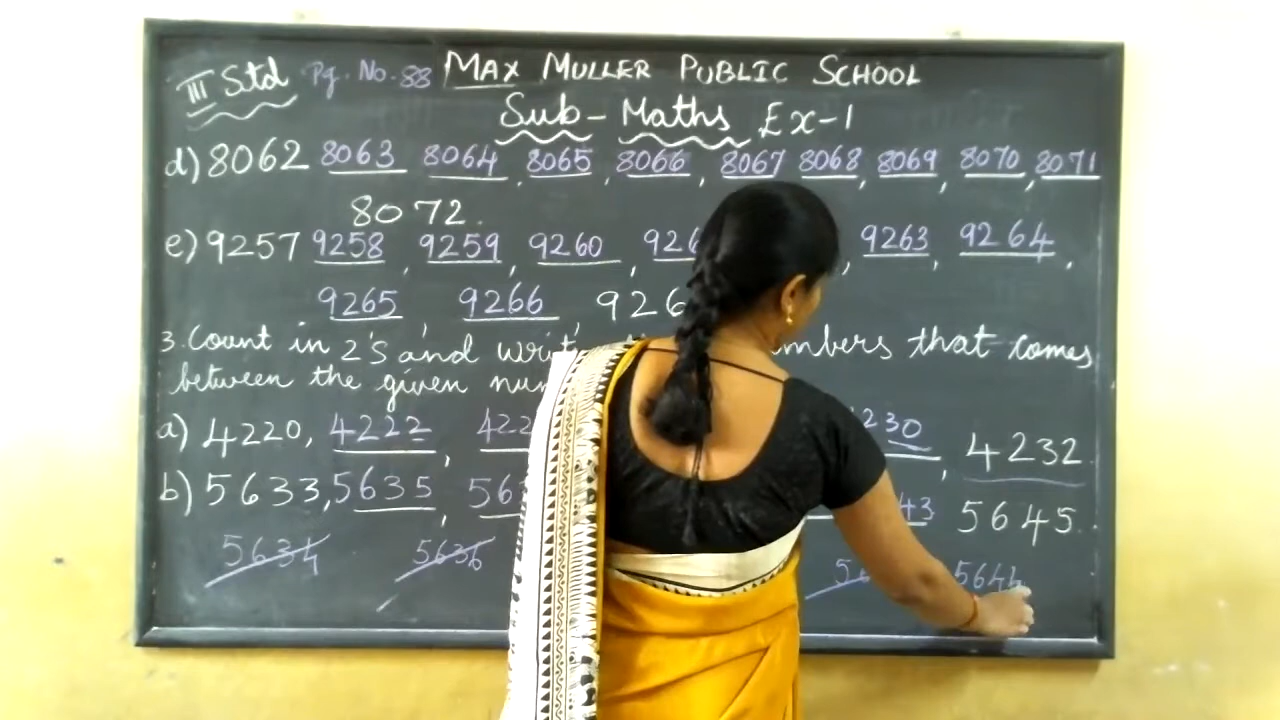 III Std Pg. No. 88 MAX MULLER PUBLIC SCHOOL
Sub - Maths Ex-1
d) 8062 8063 8064, 8065, 8066, 8067 8068, 8069, 8070, 8071
8072.
e) 9257 9258, 9259, 9260, 926 , 9263, 9264,
9265, 9266, 926
3. Count in 2's and write mbers that comes
between the given num
a) 4220, 4222, 422 230, 4232
b) 5633, 5635, 563 43 5645.
5634 5636 56 5644